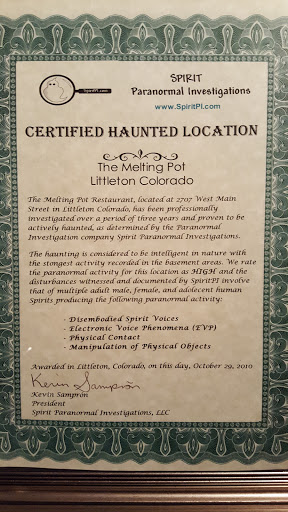 SpiritPI.com
SPIRIT
Paranormal Investigations
www.SpiritPI.com
CERTIFIED HAUNTED LOCATION
The Melting Pot
Littleton Colorado
The Melting Pot Restaurant, located at 2707 West Main
Street in Littleton Colorado, has been professionally
investigated over a period of three years and proven to be
actively haunted, as determined by the Paranormal
Investigation company Spirit Paranormal Investigations.
The haunting is considered to be intelligent in nature with
the stongest activity recorded in the basement areas. We rate
the paranormal activity for this location as HIGH and the
disturbances witnessed and documented by SpiritPI involve
that of multiple adult male, female, and adolecent human
Spirits producing the following paranormal activity:
- Disembodied Spirit Voices
- Electronic Voice Phenomena (EVP)
- Physical Contact
- Manipulation of Physical Objects
Awarded in Littleton, Colorado, on this day, October 29, 2010
Kevin Sampron
Kevin Sampron
President
Spirit Paranormal Investigations, LLC